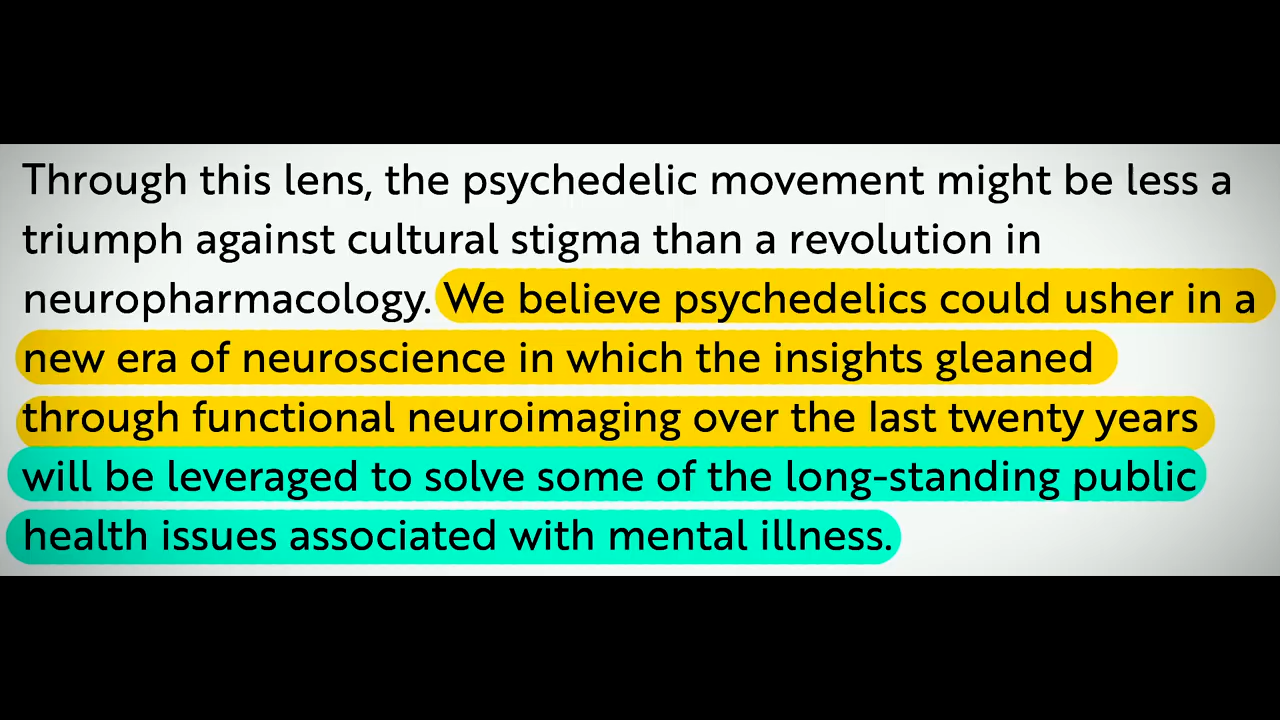 Through this lens, the psychedelic movement might be less a
triumph against cultural stigma than a revolution in
neuropharmacology. We believe psychedelics could usher in a
new era of neuroscience in which the insights gleaned
through functional neuroimaging over the last twenty years
will be leveraged to solve some of the long-standing public
health issues associated with mental illness.